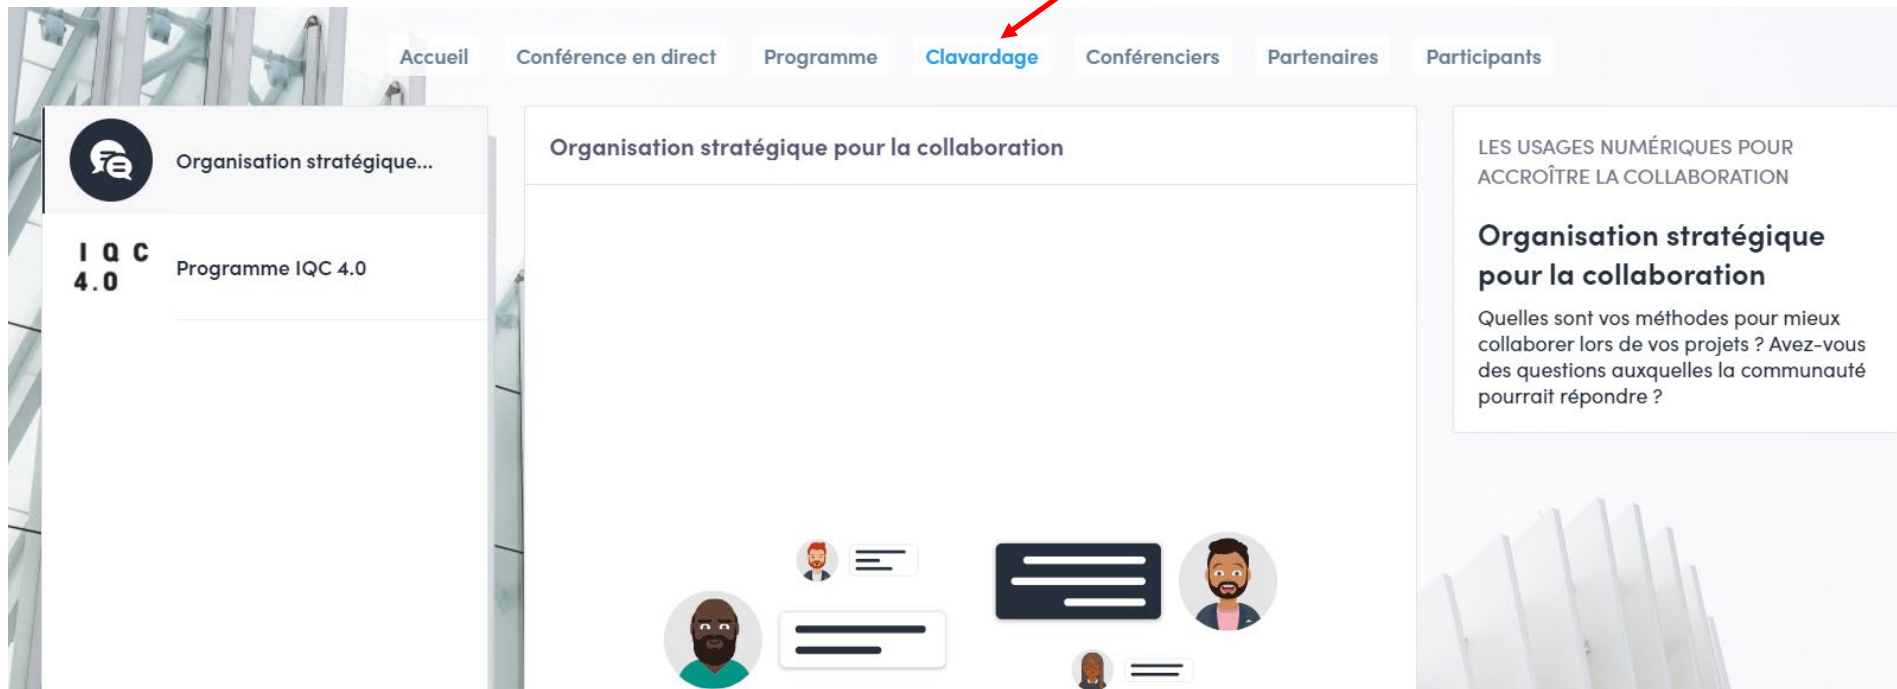 Accueil Conférence en direct Programme Clavardage Conférenciers Partenaires Participants
Organisation stratégique...
I Q C
4.0
Programme IQC 4.0
Organisation stratégique pour la collaboration
LES USAGES NUMÉRIQUES POUR
ACCROÎTRE LA COLLABORATION
Organisation stratégique
pour la collaboration
Quelles sont vos méthodes pour mieux
collaborer lors de vos projets ? Avez-vous
des questions auxquelles la communauté
pourrait répondre ?